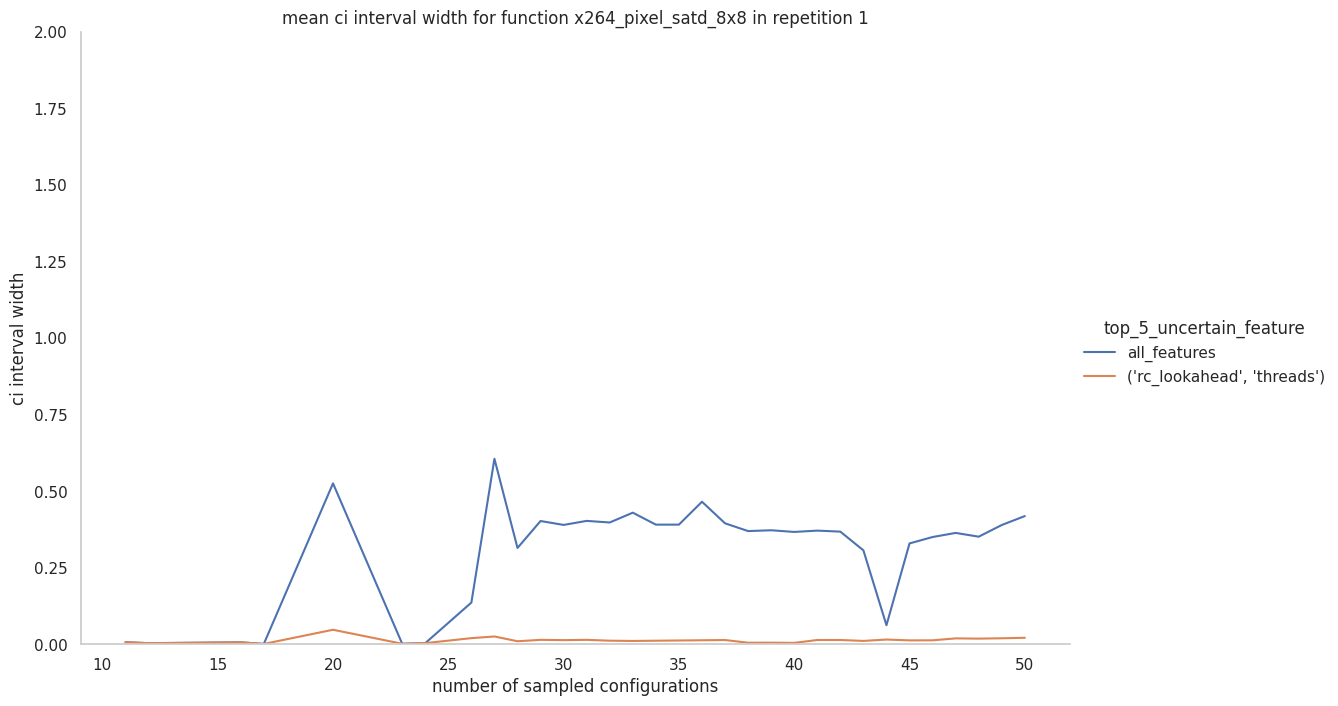 mean ci interval width for function x264_pixel_satd_8x8 in repetition 1
2.00
1.75
1.50
1.25
1.00
0.75
0.50
0.25
0.00
ci interval width
10 15 20 25 30 35 40 45 50
number of sampled configurations
top_5_uncertain_feature
all_features
('rc_lookahead', 'threads')